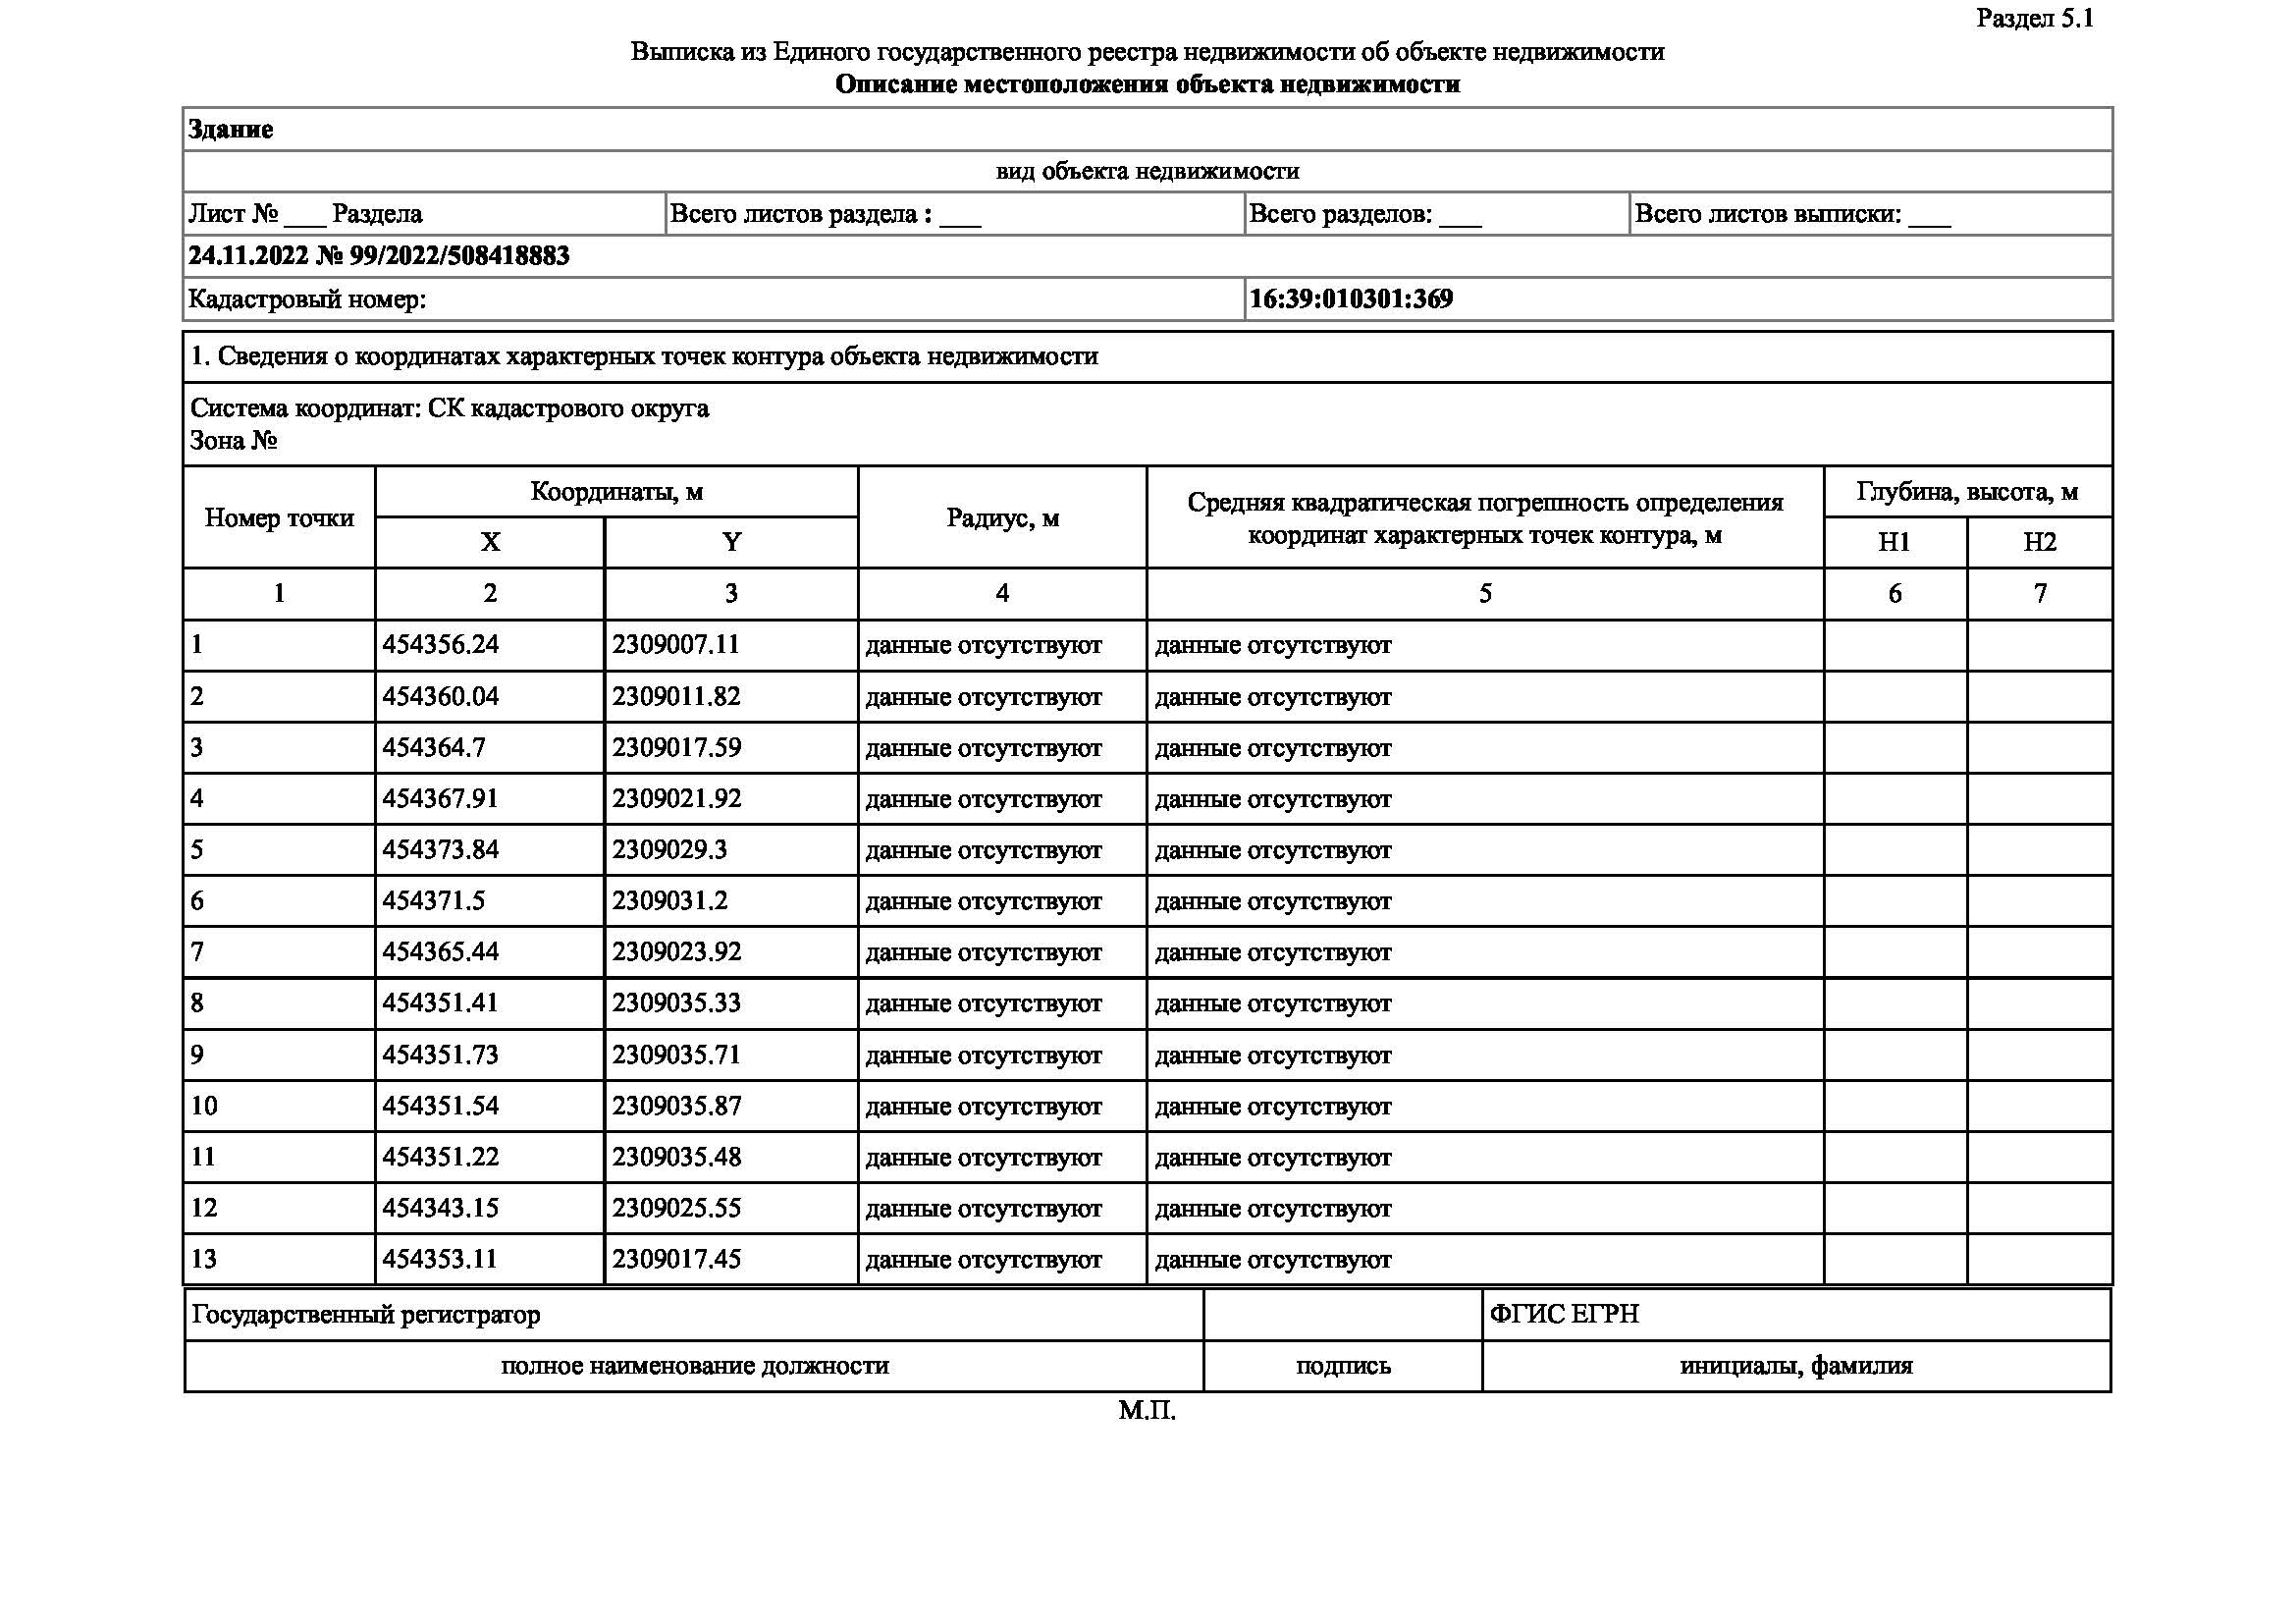 Раздел 5.1
Выписка из Единого государственного реестра недвижимости об объекте недвижимости
Описание местоположения объекта недвижимости
Здание
вид объекта недвижимости
Лист № ___ Раздела Всего листов раздела : ___ Всего разделов: ___ Всего листов выписки: ___
24.11.2022 № 99/2022/508418883
Кадастровый номер: 16:39:010301:369
1. Сведения о координатах характерных точек контура объекта недвижимости
Система координат: СК кадастрового округа
Зона №
Номер точки Координаты, м Радиус, м Средняя квадратическая погрешность определения координат характерных точек контура, м Глубина, высота, м
X Y H1 H2
1 2 3 4 5 6 7
1 454356.24 2309007.11 данные отсутствуют данные отсутствуют
2 454360.04 2309011.82 данные отсутствуют данные отсутствуют
3 454364.7 2309017.59 данные отсутствуют данные отсутствуют
4 454367.91 2309021.92 данные отсутствуют данные отсутствуют
5 454373.84 2309029.3 данные отсутствуют данные отсутствуют
6 454371.5 2309031.2 данные отсутствуют данные отсутствуют
7 454365.44 2309023.92 данные отсутствуют данные отсутствуют
8 454351.41 2309035.33 данные отсутствуют данные отсутствуют
9 454351.73 2309035.71 данные отсутствуют данные отсутствуют
10 454351.54 2309035.87 данные отсутствуют данные отсутствуют
11 454351.22 2309035.48 данные отсутствуют данные отсутствуют
12 454343.15 2309025.55 данные отсутствуют данные отсутствуют
13 454353.11 2309017.45 данные отсутствуют данные отсутствуют
Государственный регистратор ФГИС ЕГРН
полное наименование должности подпись инициалы, фамилия
М.П.